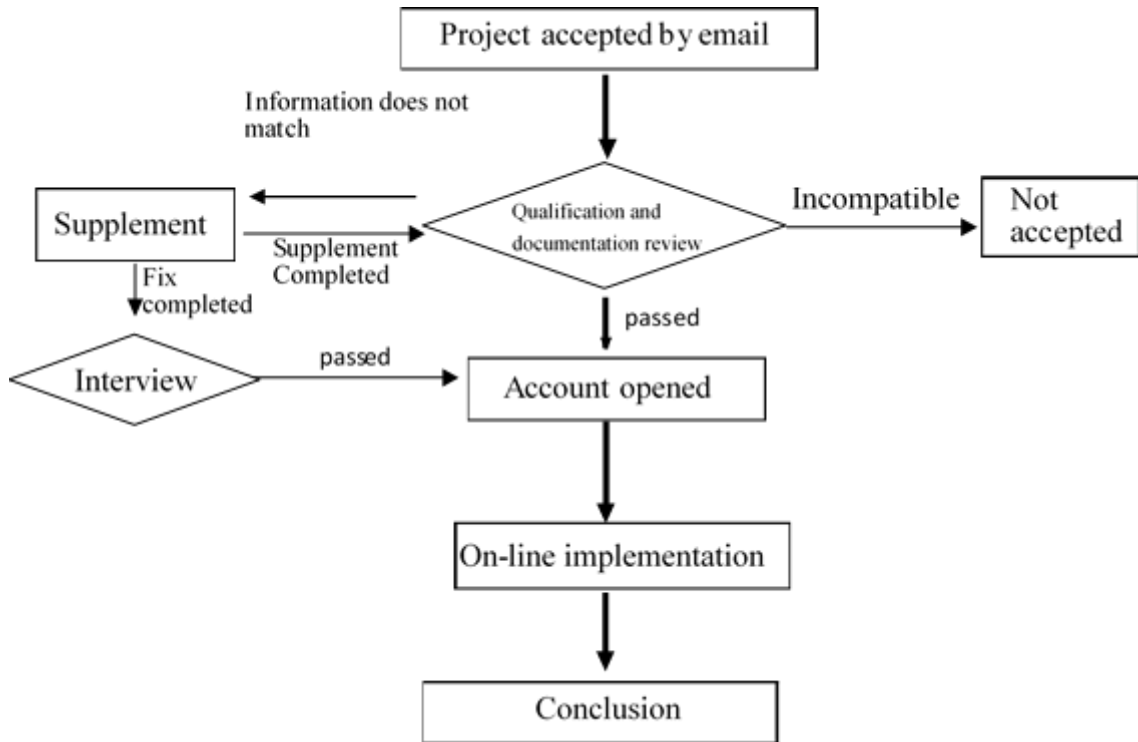 Project accepted by email
Information does not
match
Qualification and
documentation review
Incompatible
Not
accepted
Supplement
Supplement
Completed
Fix
completed
passed
Interview
passed
Account opened
On-line implementation
Conclusion